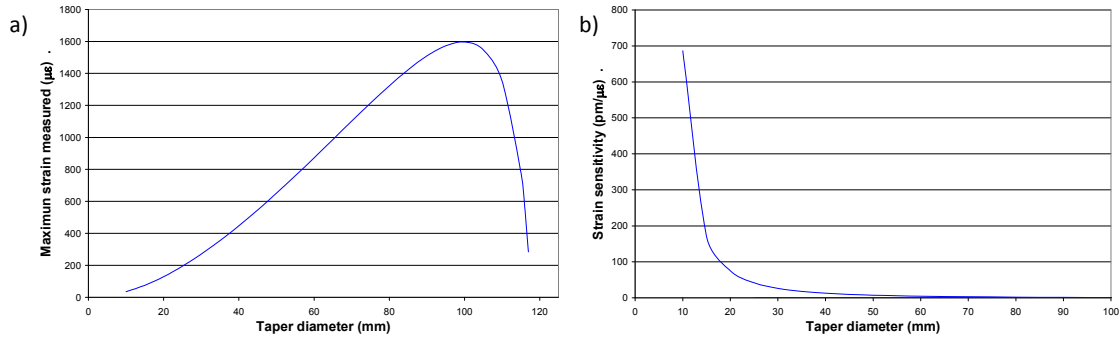 a)
Maximun strain measured (µε) .
1800
1600
1400
1200
1000
800
600
400
200
0
0 20 40 60 80 100 120
Taper diameter (mm)
b)
Strain sensitivity (pm/µε) .
800
700
600
500
400
300
200
100
0
0 10 20 30 40 50 60 70 80 90 100
Taper diameter (mm)